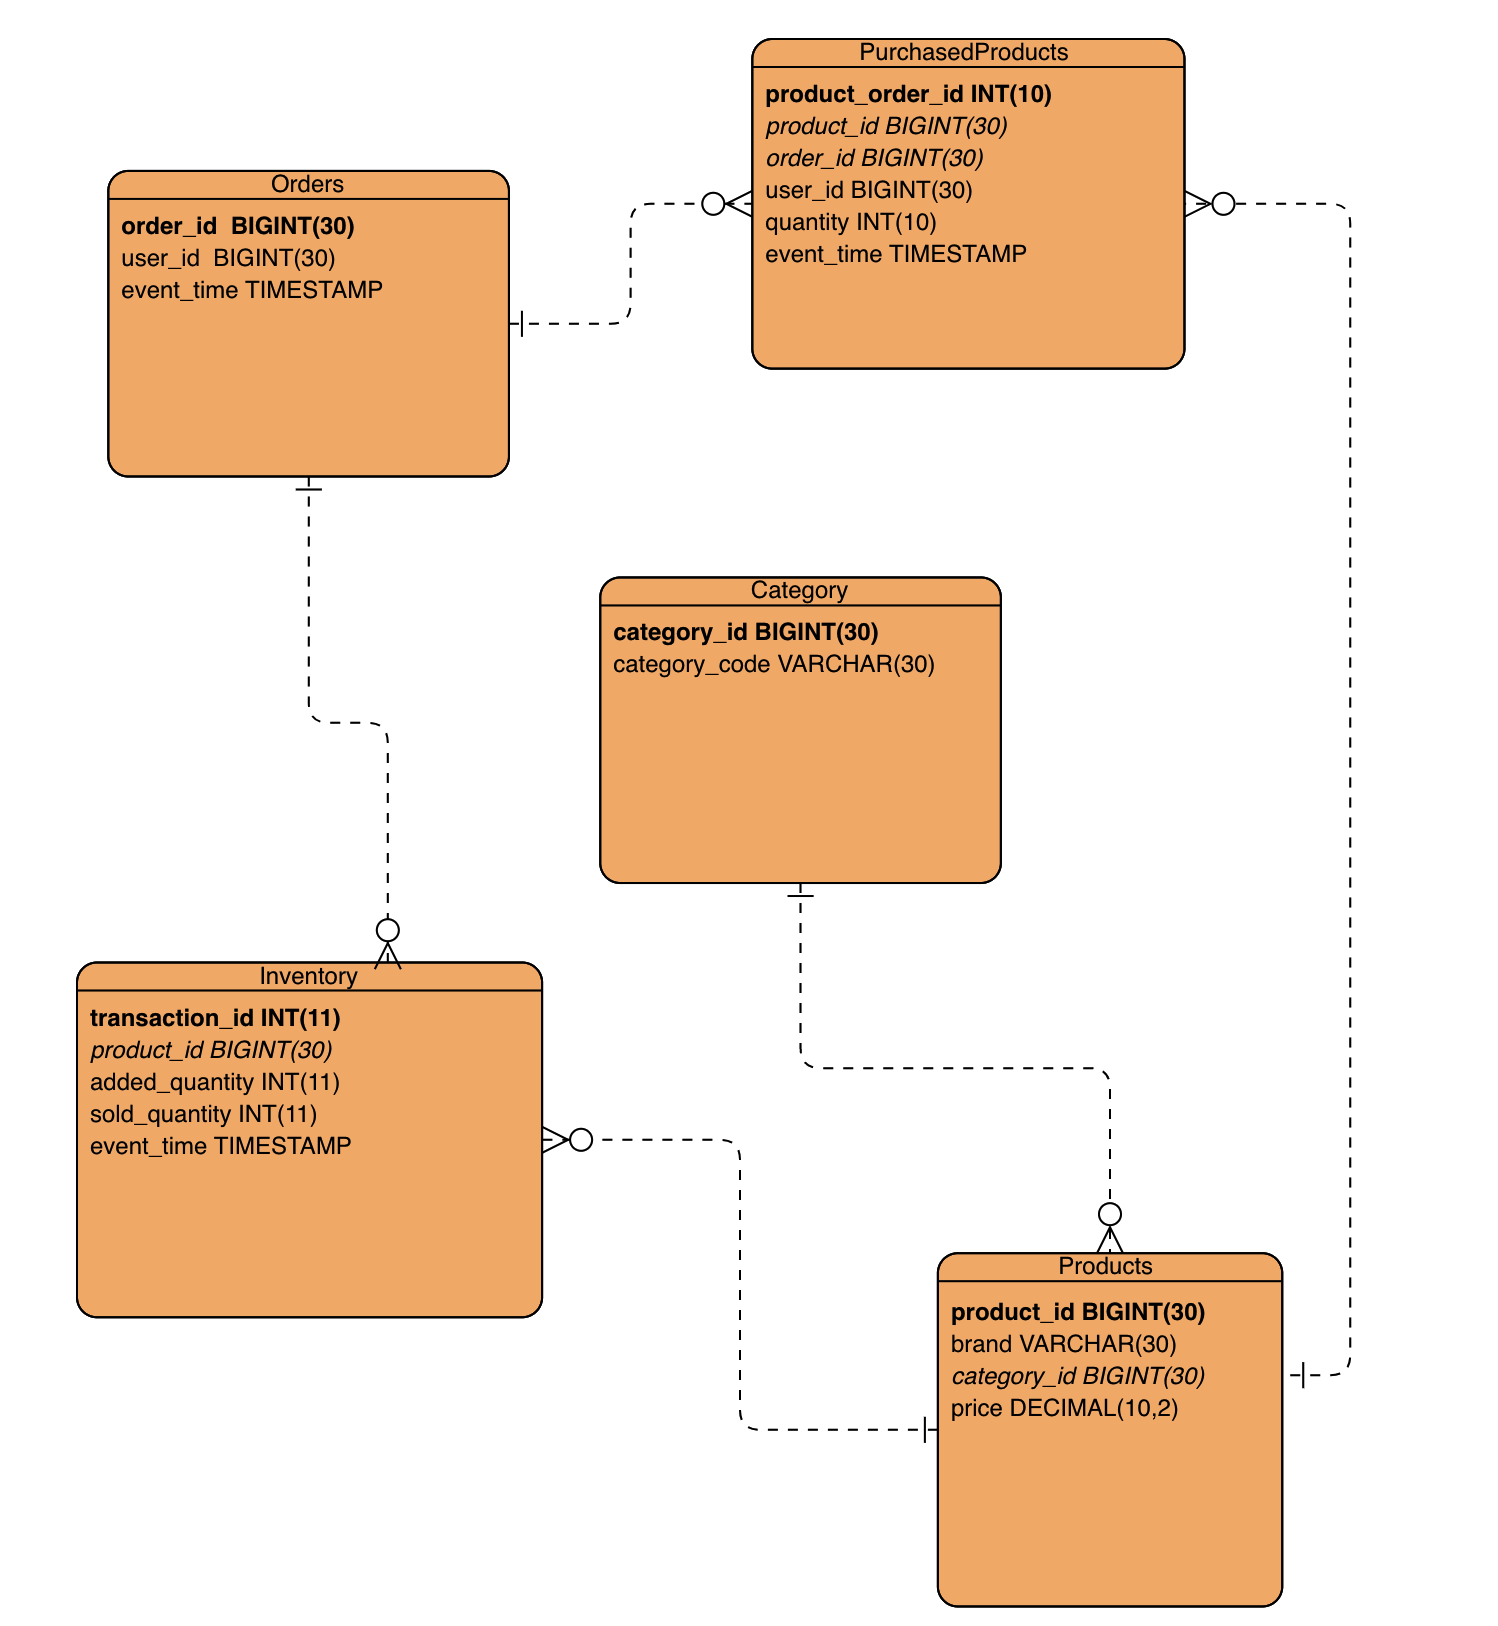 PurchasedProducts
product_order_id INT(10)
product_id BIGINT(30)
order_id BIGINT(30)
user_id BIGINT(30)
quantity INT(10)
event_time TIMESTAMP
Orders
order_id  BIGINT(30)
user_id  BIGINT(30)
event_time TIMESTAMP
Category
category_id BIGINT(30)
category_code VARCHAR(30)
Inventory
transaction_id INT(11)
product_id BIGINT(30)
added_quantity INT(11)
sold_quantity INT(11)
event_time TIMESTAMP
Products
product_id BIGINT(30)
brand VARCHAR(30)
category_id BIGINT(30)
price DECIMAL(10,2)